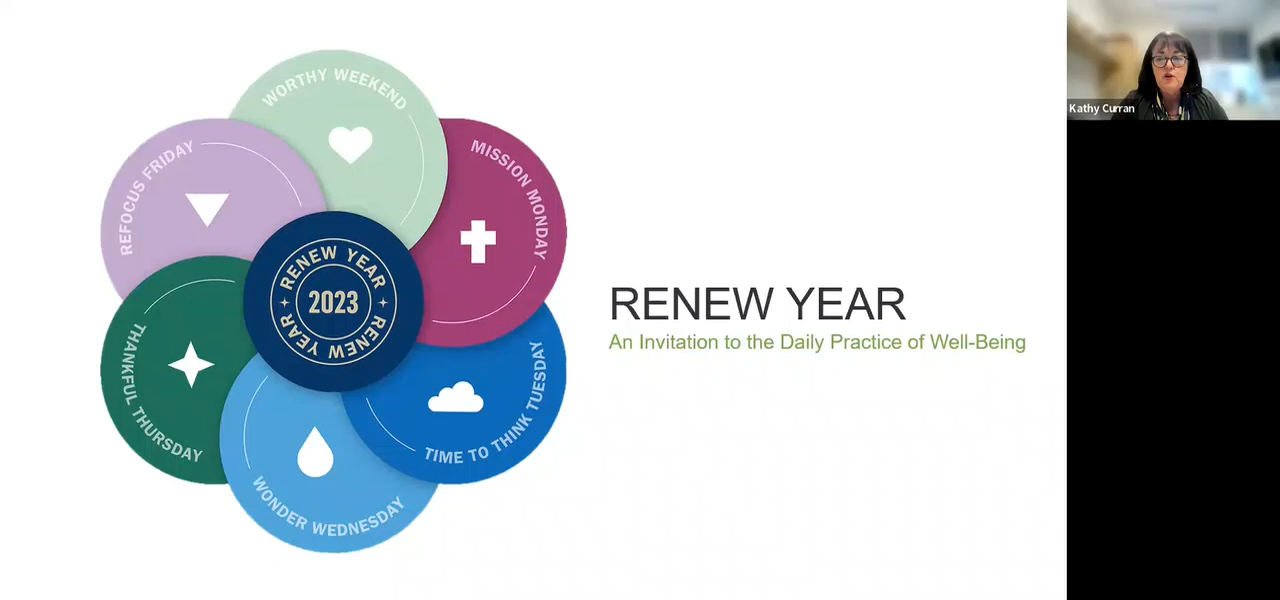 WORTHY WEEKEND
MISSION MONDAY
TIME TO THINK TUESDAY
WONDER WEDNESDAY
THANKFUL THURSDAY
REFOCUS FRIDAY
RENEW YEAR
2023
RENEW YEAR
RENEW YEAR
An Invitation to the Daily Practice of Well-Being
Kathy Curran